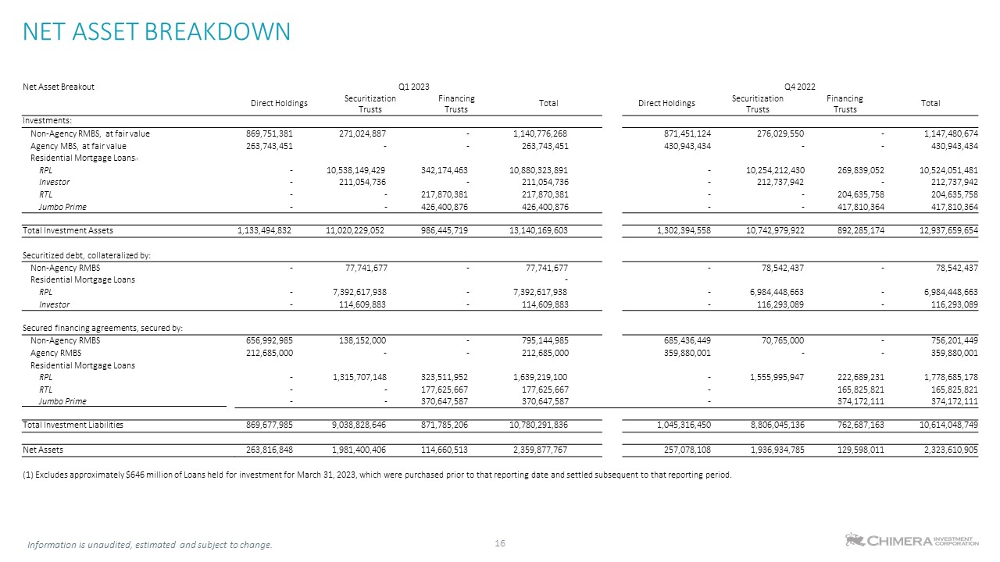 NET ASSET BREAKDOWN
Net Asset Breakout Q1 2023 Q4 2022
Direct Holdings Securitization Trusts Financing Trusts Total Direct Holdings Securitization Trusts Financing Trusts Total
Investments:
Non-Agency RMBS, at fair value 869,751,381 271,024,887 - 1,140,776,268 871,451,124 276,029,550 - 1,147,480,674
Agency MBS, at fair value 263,743,451 - - 263,743,451 430,943,434 - - 430,943,434
Residential Mortgage Loans
RPL - 10,538,149,429 342,174,463 10,880,323,891 - 10,254,212,430 269,839,052 10,524,051,481
Investor - 211,054,736 - 211,054,736 - 212,737,942 - 212,737,942
RTL - - 217,870,381 217,870,381 - - 204,635,758 204,635,758
Jumbo Prime - - 426,400,876 426,400,876 - - 417,810,364 417,810,364
Total Investment Assets 1,133,494,832 11,020,229,052 986,445,719 13,140,169,603 1,302,394,558 10,742,979,922 892,285,174 12,937,659,654
Securitized debt, collateralized by:
Non-Agency RMBS - 77,741,677 - 77,741,677 - 78,542,437 - 78,542,437
Residential Mortgage Loans -
RPL - 7,392,617,938 - 7,392,617,938 - 6,984,448,663 - 6,984,448,663
Investor - 114,609,883 - 114,609,883 - 116,293,089 - 116,293,089
Secured financing agreements, secured by:
Non-Agency RMBS 656,992,985 138,152,000 - 795,144,985 685,436,449 70,765,000 - 756,201,449
Agency RMBS 212,685,000 - - 212,685,000 359,880,001 - - 359,880,001
Residential Mortgage Loans
RPL - 1,315,707,148 323,511,952 1,639,219,100 - 1,555,995,947 222,689,231 1,778,685,178
RTL - - 177,625,667 177,625,667 - 165,825,821 165,825,821
Jumbo Prime - - 370,647,587 370,647,587 - 374,172,111 374,172,111
Total Investment Liabilities 869,677,985 9,038,828,646 871,785,206 10,780,291,836 1,045,316,450 8,806,045,136 762,687,163 10,614,048,749
Net Assets 263,816,848 1,981,400,406 114,660,513 2,359,877,767 257,078,108 1,936,934,785 129,598,011 2,323,610,905
(1) Excludes approximately $646 million of Loans held for investment for March 31, 2023, which were purchased prior to that reporting date and settled subsequent to that reporting period.
Information is unaudited, estimated and subject to change.
16
CHIMERA INVESTMENT CORPORATION